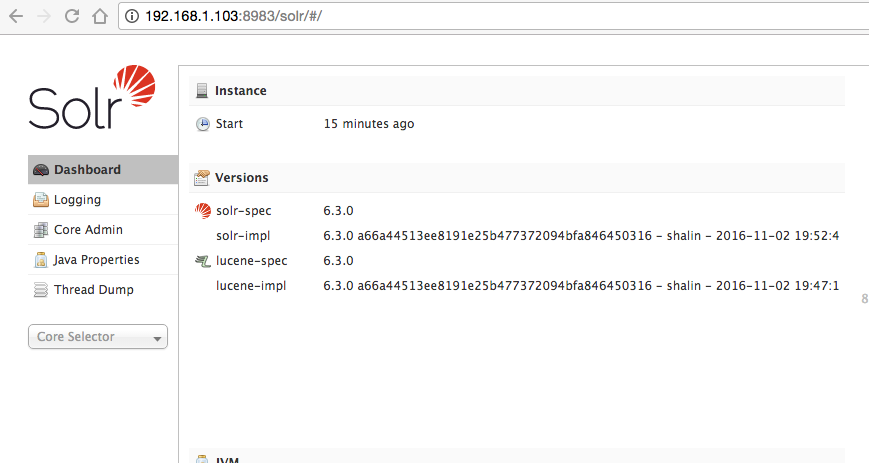 192.168.1.103:8983/solr/#/
Solr
Instance
Start 15 minutes ago
Dashboard
Versions
Logging
solr-spec 6.3.0
Core Admin
solr-impl 6.3.0 a66a44513ee8191e25b477372094bfa846450316 - shalin - 2016-11-02 19:52:4
Java Properties
lucene-spec 6.3.0
Thread Dump
lucene-impl 6.3.0 a66a44513ee8191e25b477372094bfa846450316 - shalin - 2016-11-02 19:47:1
8
Core Selector
JVM